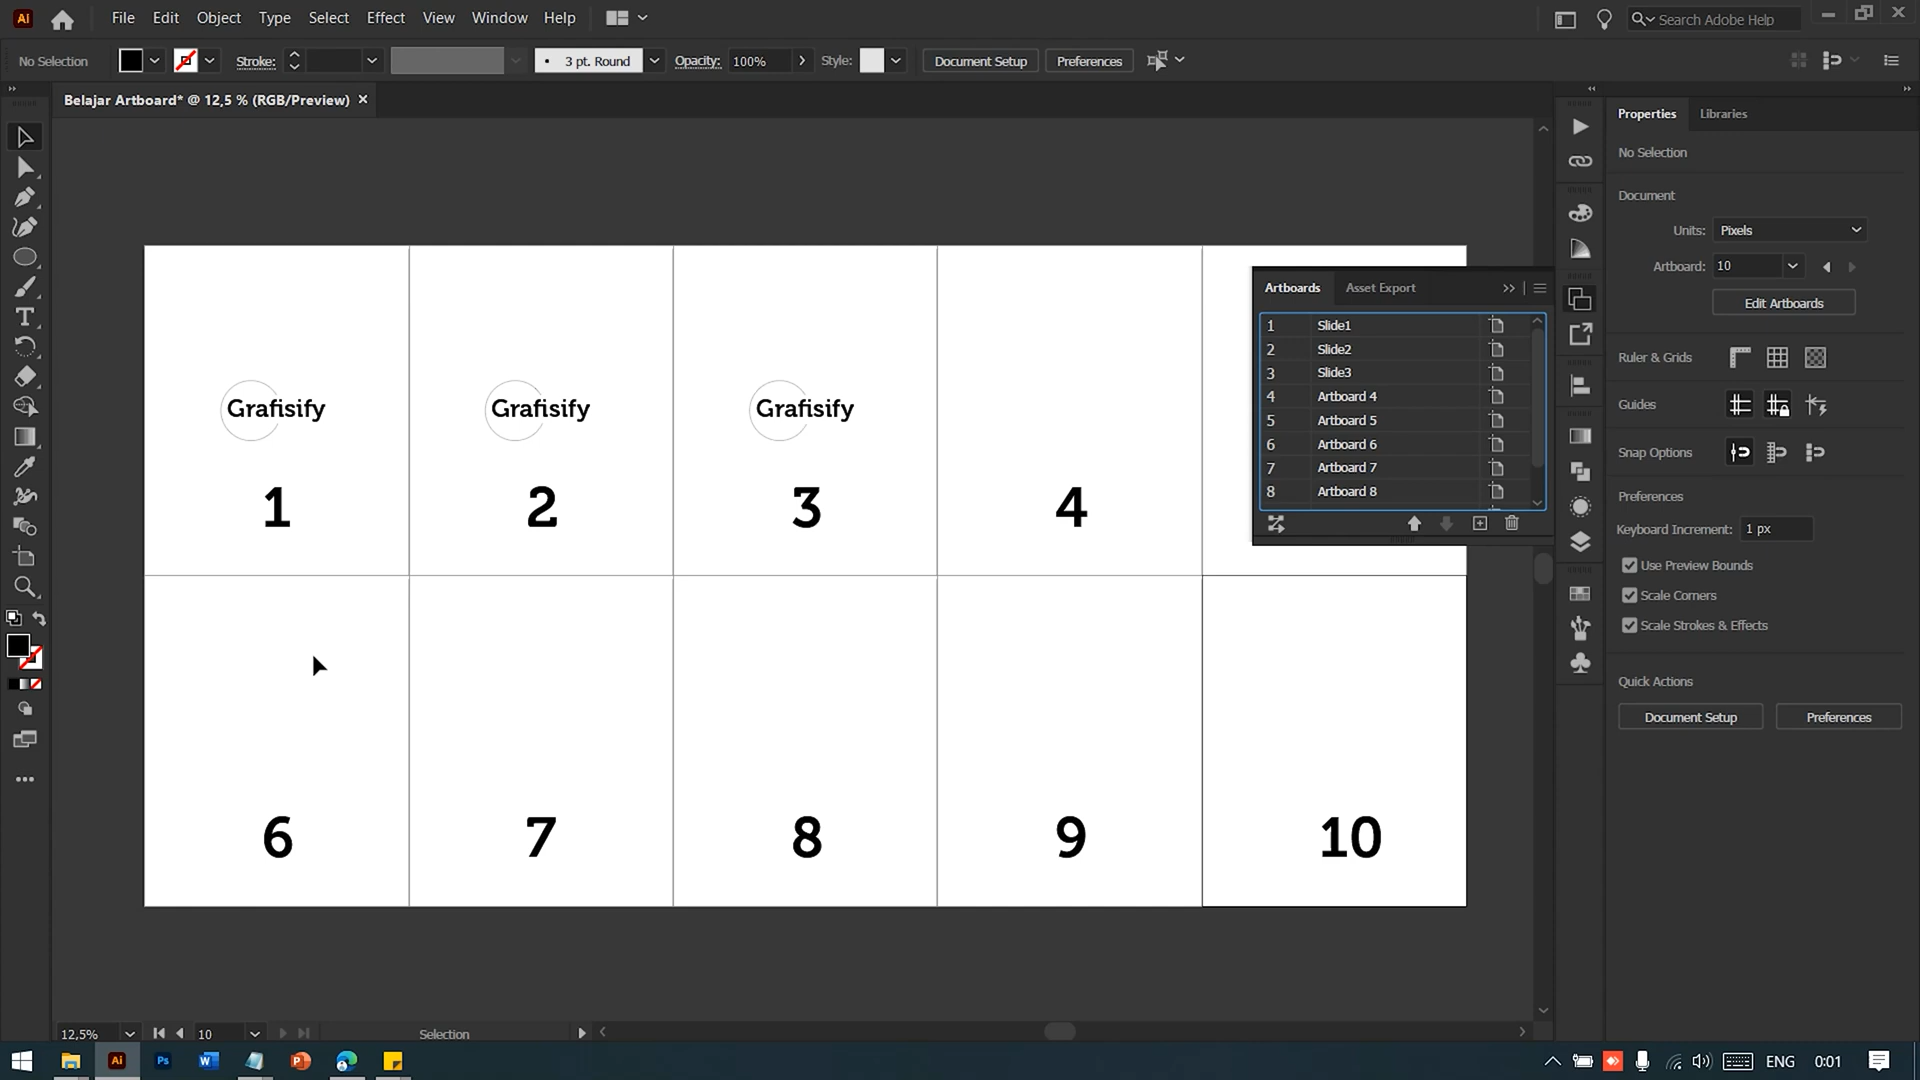 Ai File Edit Object Type Select Effect View Window Help Search Adobe Help
No Selection Stroke: 3 pt. Round Opacity: 100% Style: Document Setup Preferences
Belajar Artboard* @ 12,5 % (RGB/Preview)
Properties Libraries
No Selection
Document
Units: Pixels
Artboard: 10
Edit Artboards
Ruler & Grids
Guides
Snap Options
Preferences
Keyboard Increment: 1 px
Use Preview Bounds
Scale Corners
Scale Strokes & Effects
Quick Actions
Document Setup Preferences
Artboards Asset Export
1 Slide1
2 Slide2
3 Slide3
4 Artboard 4
5 Artboard 5
6 Artboard 6
7 Artboard 7
8 Artboard 8
Grafisify Grafisify Grafisify
1 2 3 4
6 7 8 9 10
12,5% 10 Selection
Ai Ps W P ENG 0:01